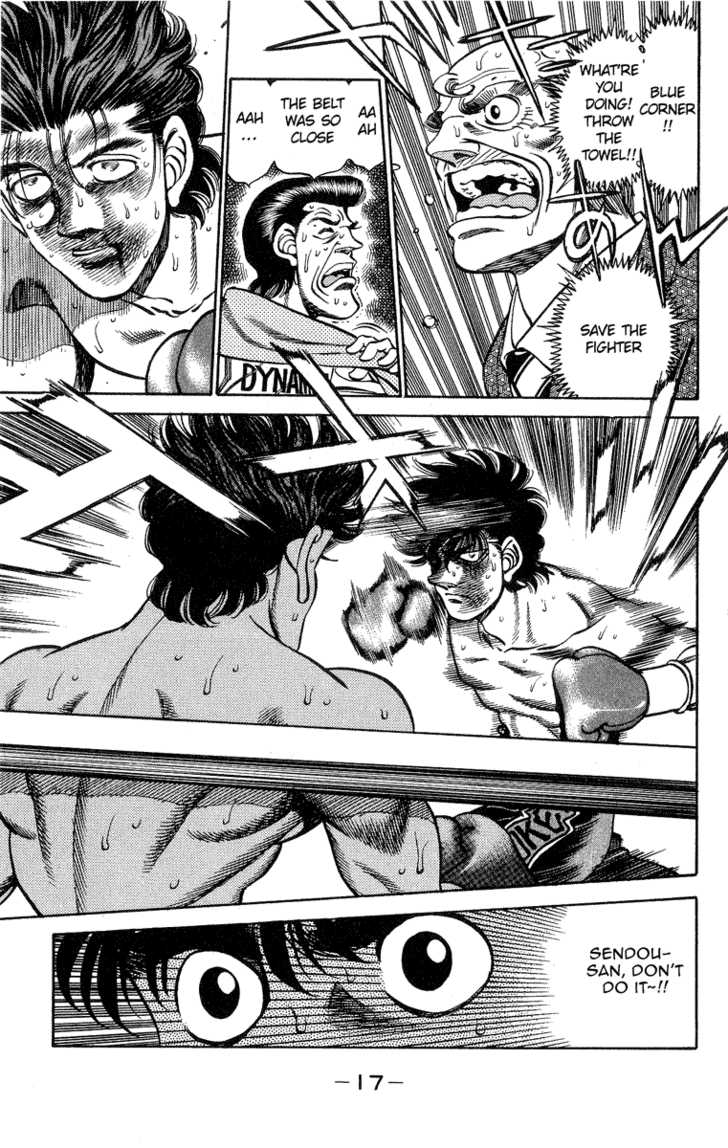 BLUE
CORNER
!!
WHAT'RE
YOU
DOING!
THROW
THE
TOWEL!!
SAVE THE
FIGHTER
AA
AH
THE BELT
WAS SO
CLOSE
AAH
...
DYNAM
SENDOU-
SAN, DON'T
DO IT~!!
-17-